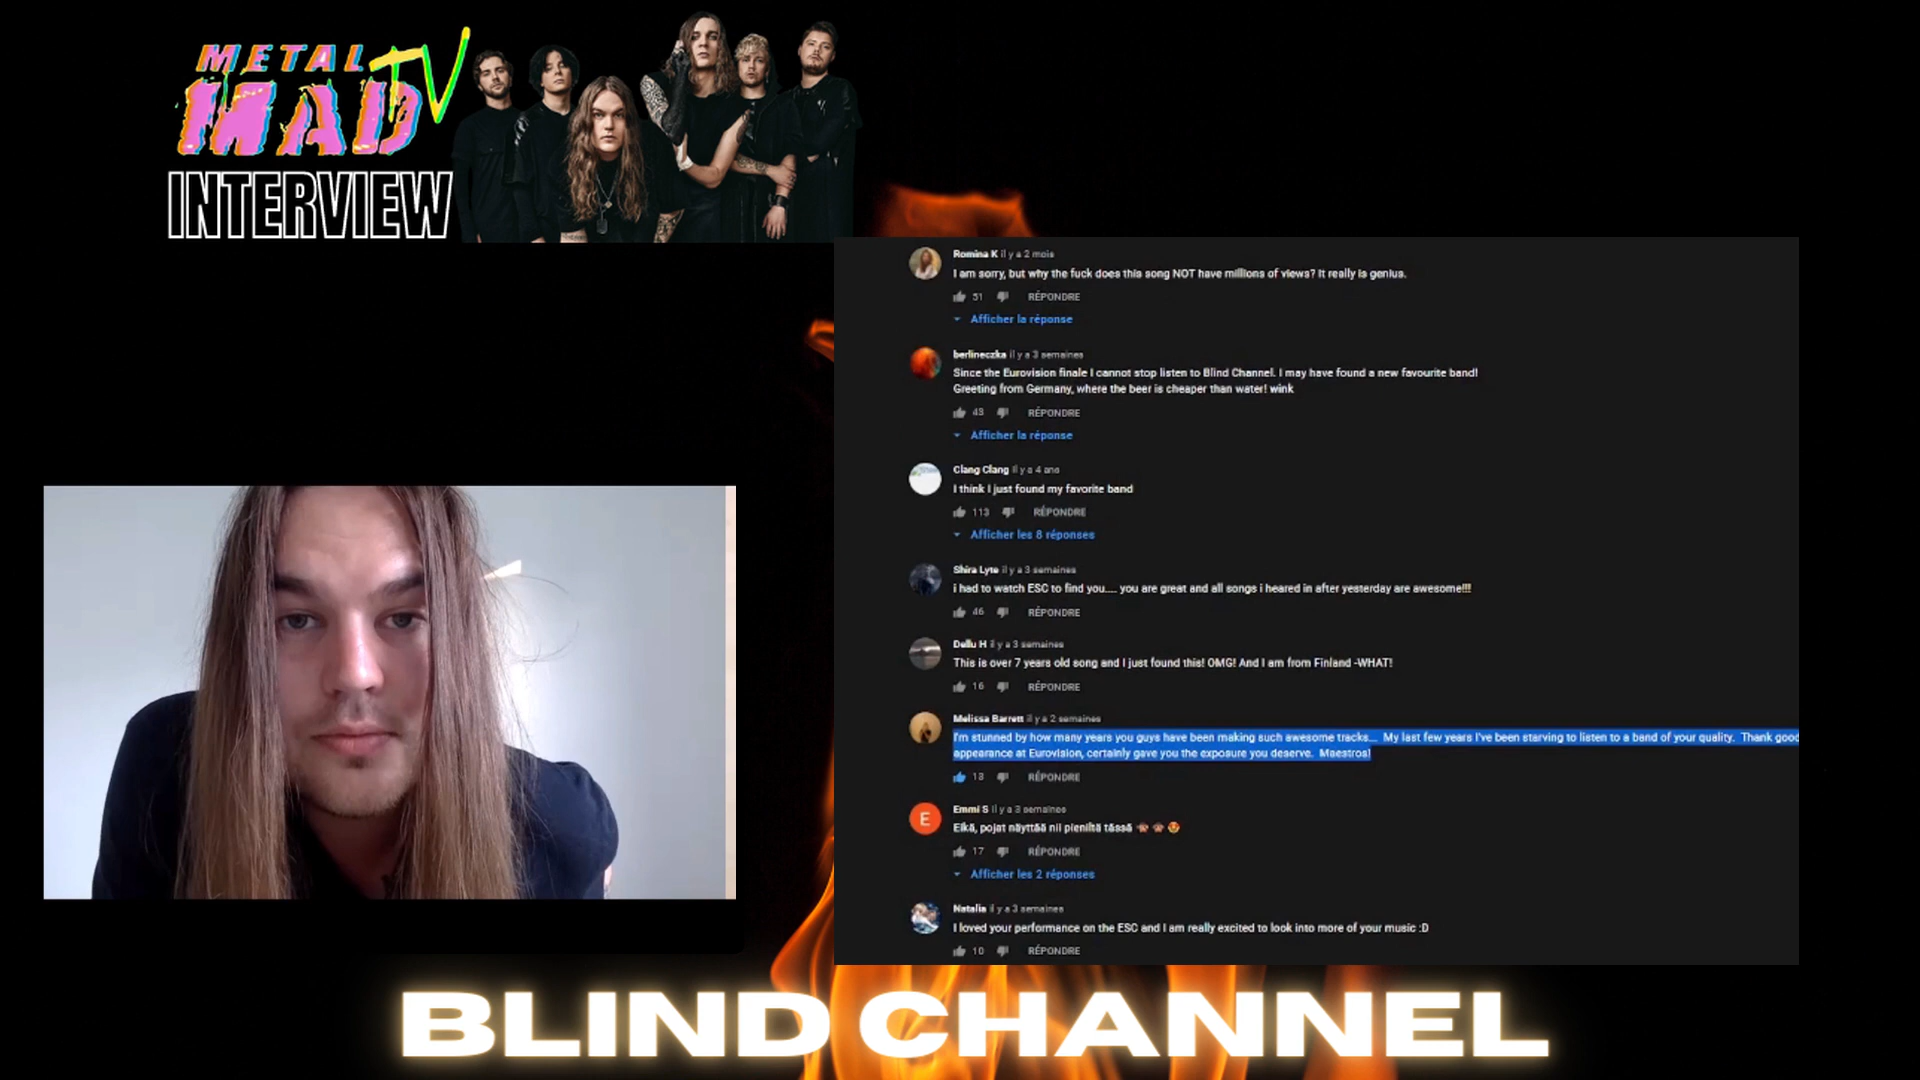 METAL
MAD TV
INTERVIEW
Romina K il y a 2 mois
I am sorry, but why the fuck does this song NOT have millions of views? It really is genius.
51 RÉPONDRE
Afficher la réponse
berlineczka il y a 3 semaines
Since the Eurovision finale I cannot stop listen to Blind Channel. I may have found a new favourite band!
Greeting from Germany, where the beer is cheaper than water! wink
43 RÉPONDRE
Afficher la réponse
Clang Clang il y a 4 ans
I think I just found my favorite band
113 RÉPONDRE
Afficher les 8 réponses
Shira Lyte il y a 3 semaines
i had to watch ESC to find you.... you are great and all songs i heared in after yesterday are awesome!!!
46 RÉPONDRE
Dellu H il y a 3 semaines
This is over 7 years old song and I just found this! OMG! And I am from Finland -WHAT!
16 RÉPONDRE
Melissa Barrett il y a 2 semaines
I'm stunned by how many years you guys have been making such awesome tracks... My last few years I've been starving to listen to a band of your quality. Thank good
appearance at Eurovision, certainly gave you the exposure you deserve. Maestros!
13 RÉPONDRE
E
Emmi S il y a 3 semaines
Eikä, pojat näyttää nii pieniltä tässä 🙈 🙈 😍
17 RÉPONDRE
Afficher les 2 réponses
Natalia il y a 3 semaines
I loved your performance on the ESC and I am really excited to look into more of your music :D
10 RÉPONDRE
BLIND CHANNEL